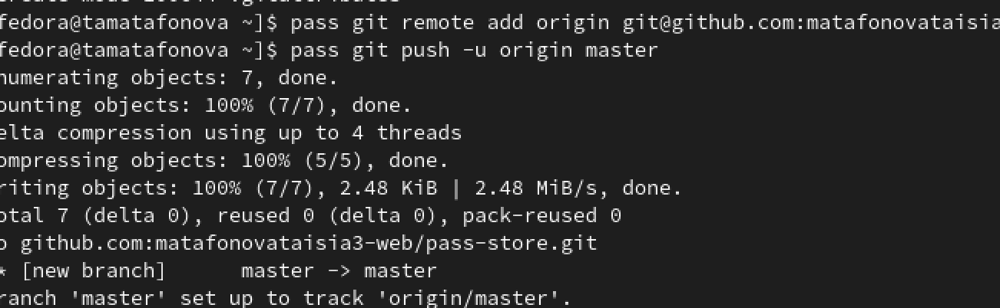 fedora@tamatafonova ~]$ pass git remote add origin git@github.com:matafonovataisia
fedora@tamatafonova ~]$ pass git push -u origin master
numerating objects: 7, done.
ounting objects: 100% (7/7), done.
elta compression using up to 4 threads
ompressing objects: 100% (5/5), done.
riting objects: 100% (7/7), 2.48 KiB | 2.48 MiB/s, done.
otal 7 (delta 0), reused 0 (delta 0), pack-reused 0
o github.com:matafonovataisia3-web/pass-store.git
* [new branch]      master -> master
ranch 'master' set up to track 'origin/master'.